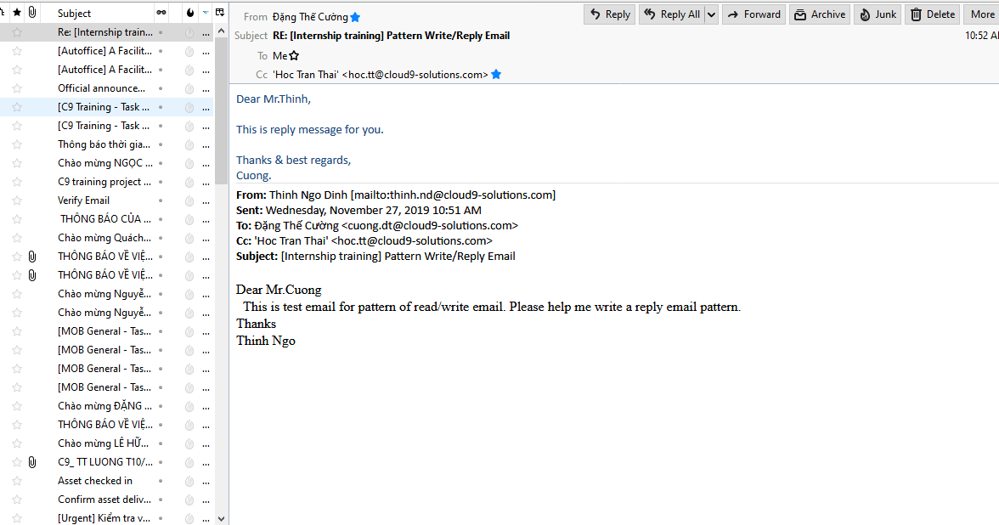 Subject
Re: [Internship train...
[Autoffice] A Facilit...
[Autoffice] A Facilit...
Official announce...
[C9 Training - Task ...
[C9 Training - Task ...
Thông báo thời gia...
Chào mừng NGỌC ...
C9 training project ...
Verify Email
THÔNG BÁO CỦA ...
Chào mừng Quách...
THÔNG BÁO VỀ VIỆ...
THÔNG BÁO VỀ VIỆ...
Chào mừng Nguyễ...
Chào mừng Nguyễ...
[MOB General - Tas...
[MOB General - Tas...
[MOB General - Tas...
[MOB General - Tas...
Chào mừng ĐẶNG ...
THÔNG BÁO VỀ VIỆ...
Chào mừng LÊ HỮ...
C9_ TT LUONG T10/...
Asset checked in
Confirm asset deliv...
[Urgent] Kiểm tra v...
From Đặng Thế Cường
Reply Reply All Forward Archive Junk Delete More
Subject RE: [Internship training] Pattern Write/Reply Email
10:52 AM
To Me
Cc 'Hoc Tran Thai' <hoc.tt@cloud9-solutions.com>
Dear Mr.Thinh,
This is reply message for you.
Thanks & best regards,
Cuong.
From: Thinh Ngo Dinh [mailto:thinh.nd@cloud9-solutions.com]
Sent: Wednesday, November 27, 2019 10:51 AM
To: Đặng Thế Cường <cuong.dt@cloud9-solutions.com>
Cc: 'Hoc Tran Thai' <hoc.tt@cloud9-solutions.com>
Subject: [Internship training] Pattern Write/Reply Email
Dear Mr.Cuong
This is test email for pattern of read/write email. Please help me write a reply email pattern.
Thanks
Thinh Ngo